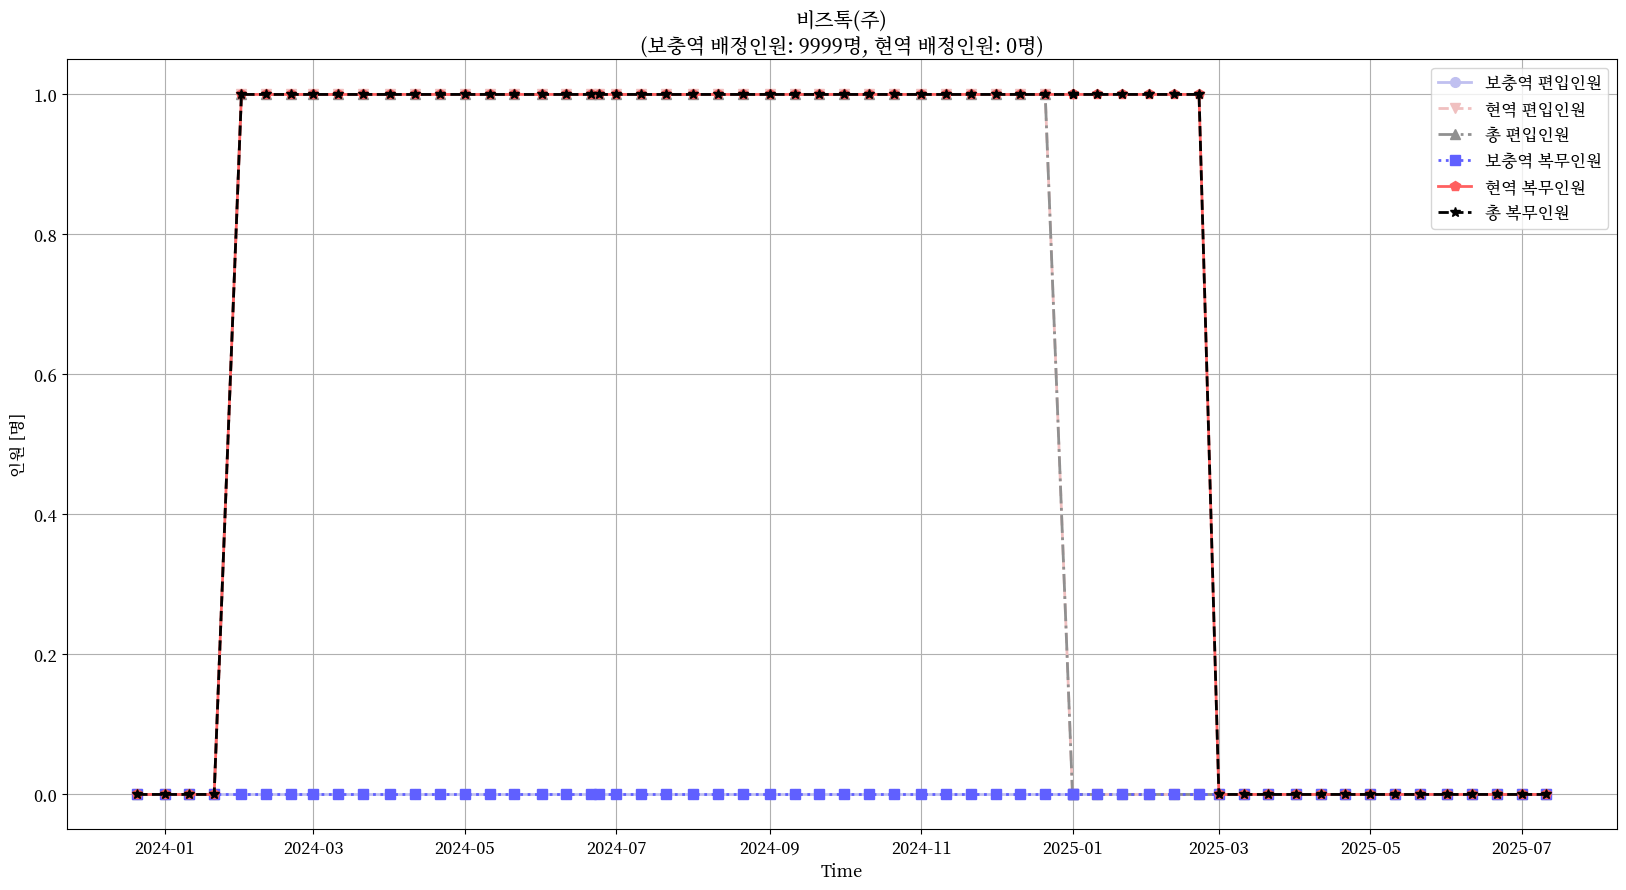 비즈톡(주)
(보충역 배정인원: 9999명, 현역 배정인원: 0명)
보충역 편입인원
현역 편입인원
총 편입인원
보충역 복무인원
현역 복무인원
총 복무인원
인원 [명]
1.0
0.8
0.6
0.4
0.2
0.0
2024-01
2024-03
2024-05
2024-07
2024-09
2024-11
2025-01
2025-03
2025-05
2025-07
Time